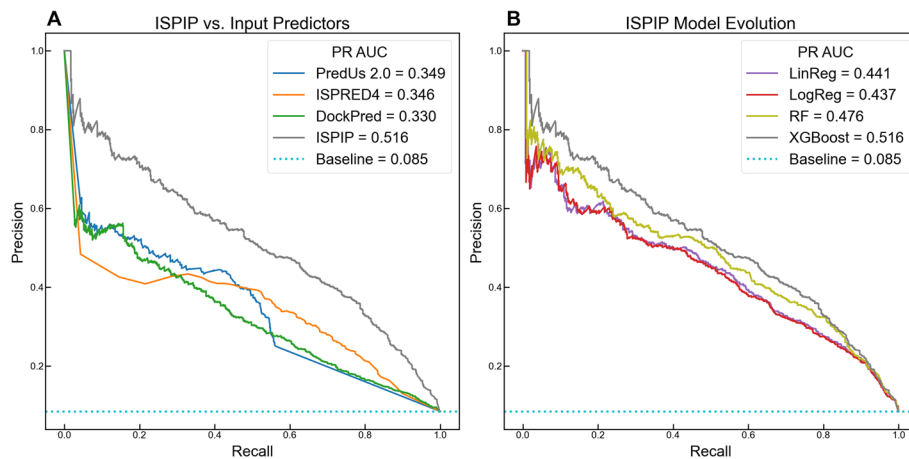 A
ISPIP vs. Input Predictors
PR AUC
PredUs 2.0 = 0.349
ISPRED4 = 0.346
DockPred = 0.330
ISPIP = 0.516
Baseline = 0.085
1.0
0.8
0.6
0.4
0.2
Precision
0.0
0.2
0.4
0.6
0.8
1.0
Recall
B
ISPIP Model Evolution
PR AUC
LinReg = 0.441
LogReg = 0.437
RF = 0.476
XGBoost = 0.516
Baseline = 0.085
1.0
0.8
0.6
0.4
0.2
Precision
0.0
0.2
0.4
0.6
0.8
1.0
Recall